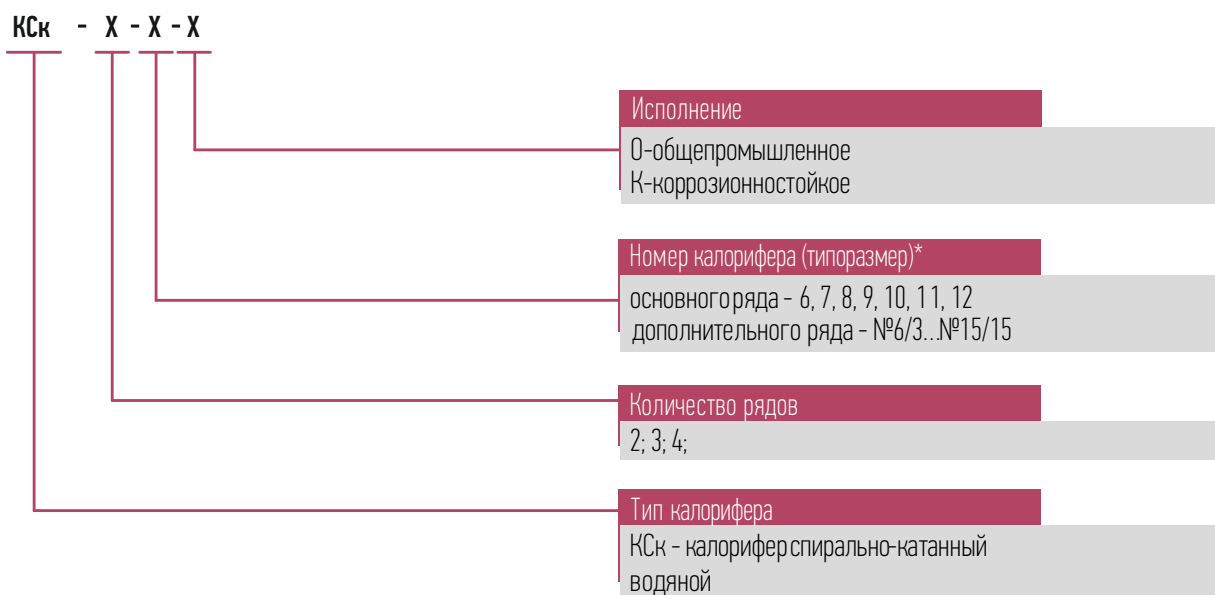 КСк - X - X - X
Исполнение
О-общепромышленное
К-коррозионностойкое
Номер калорифера (типоразмер)*
основного ряда - 6, 7, 8, 9, 10, 11, 12
дополнительного ряда - №6/3...№15/15
Количество рядов
2; 3; 4;
Тип калорифера
КСк - калорифер спирально-катанный
водяной